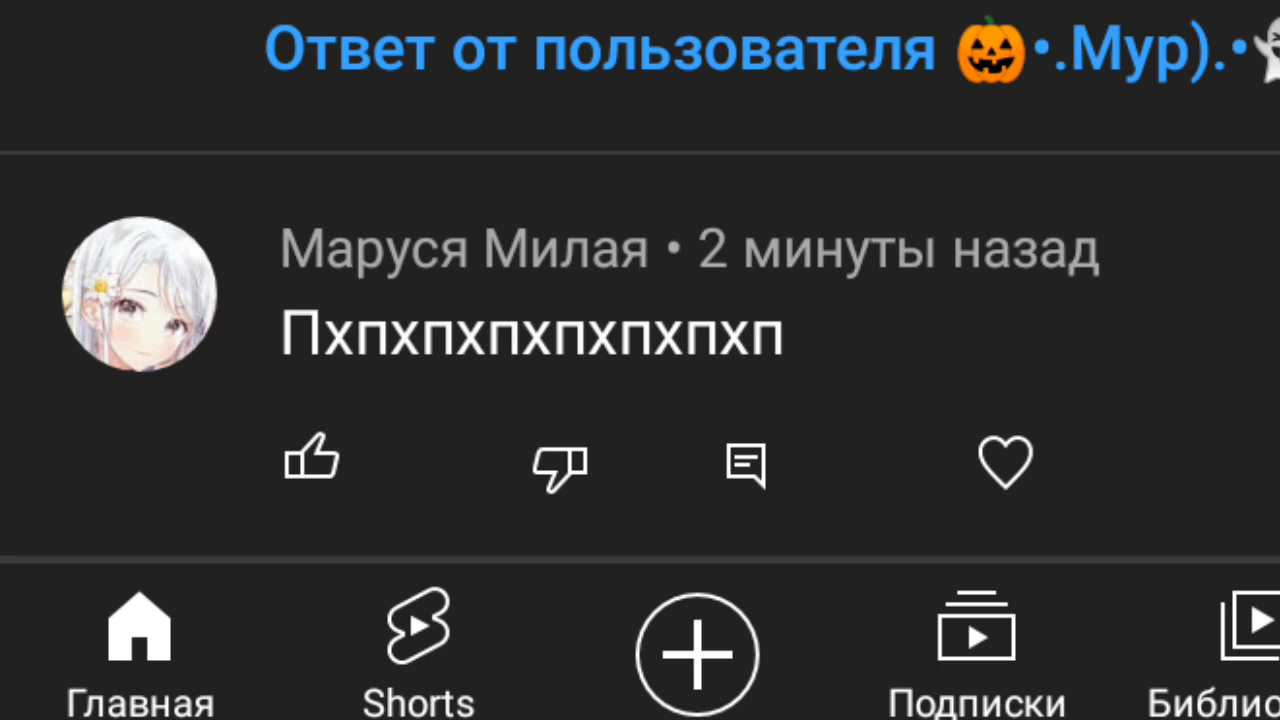 Ответ от пользователя 🎃•.Мур).•👻
Маруся Милая • 2 минуты назад
Пхпхпхпхпхпхпхп
Главная
Shorts
Подписки